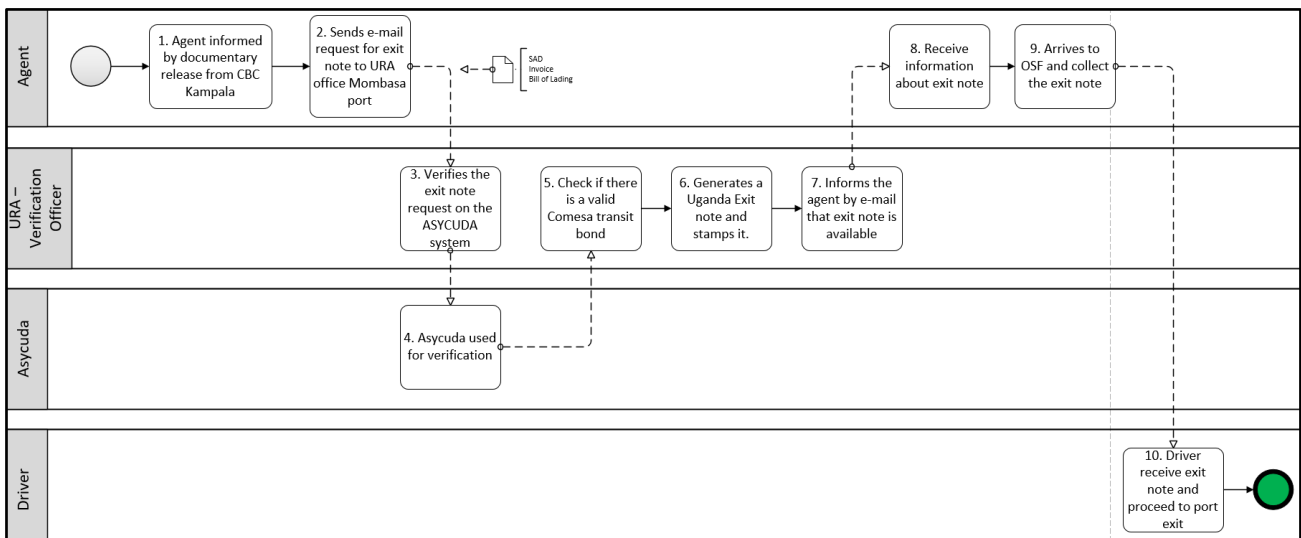 Agent
1. Agent informed
by documentary
release from CBC
Kampala
2. Sends e-mail
request for exit
note to URA
office Mombasa
port
SAD
Invoice
Bill of Lading
8. Receive
information
about exit note
9. Arrives to
OSF and collect
the exit note
URA –
Verification
Officer
3. Verifies the
exit note
request on the
ASYCUDA
system
5. Check if there
is a valid
Comesa transit
bond
6. Generates a
Uganda Exit
note and
stamps it.
7. Informs the
agent by e-mail
that exit note is
available
Asycuda
4. Asycuda used
for verification
Driver
10. Driver
receive exit
note and
proceed to port
exit